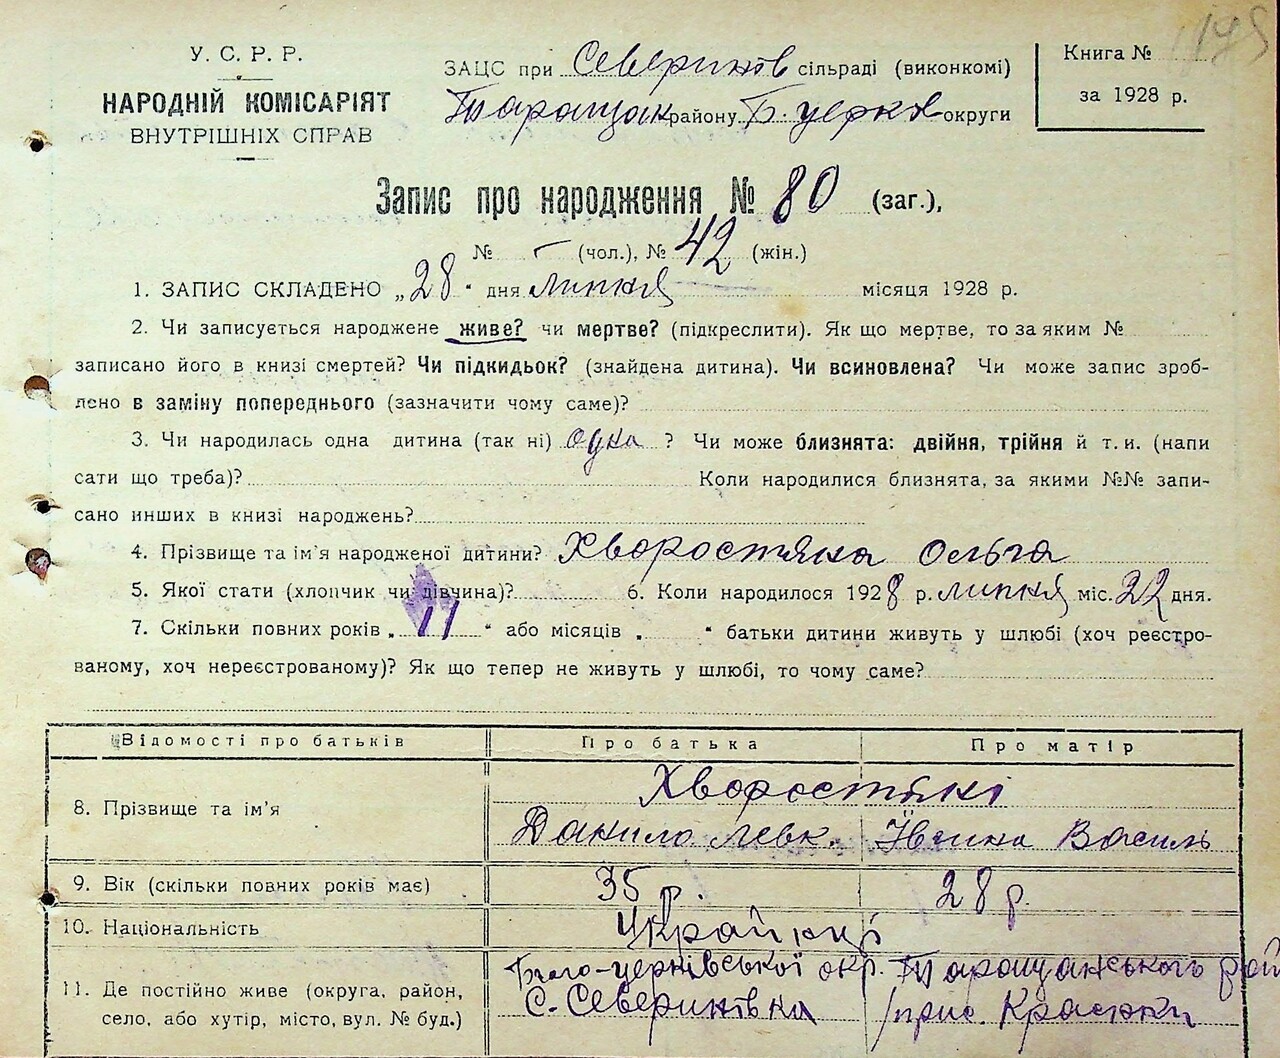 У. С. Р. Р.
НАРОДНІЙ КОМІСАРІЯТ
ВНУТРІШНІХ СПРАВ
ЗАЦС при Северинов сільраді (виконкомі)
Таращан району Б. церков округи
Книга №
за 1928 р.
Запис про народження № 80 (заг.),
№ – (чол.), № 42 (жін.)
1. ЗАПИС СКЛАДЕНО „28" дня липня місяця 1928 р.
2. Чи записується народжене живе? чи мертве? (підкреслити). Як що мертве, то за яким №
записано його в книзі смертей? Чи підкидьок? (знайдена дитина). Чи всиновлена? Чи може запис зроб-
лено в заміну попереднього (зазначити чому саме)?
3. Чи народилась одна дитина (так ні) одна ? Чи може близнята: двійня, трійня й т. и. (напи
сати що треба)? Коли народилися близнята, за якими №№ запи-
сано инших в книзі народжень?
4. Прізвище та ім'я народженої дитини? Хворостяна Ольга
5. Якої стати (хлопчик чи дівчина)? 6. Коли народилося 1928 р. липня міс. 22 дня.
7. Скільки повних років „11" або місяців „ " батьки дитини живуть у шлюбі (хоч реєстро-
ваному, хоч нереєстрованому)? Як що тепер не живуть у шлюбі, то чому саме?
Відомості про батьків Про батька Про матір
8. Прізвище та ім'я Хворостяні
Данило Левк. Василь
9. Вік (скільки повних років має) 35 р. 28 р.
10. Національність Українці
11. Де постійно живе (округа, район, Біло-церківської окр. Таращанського рай
село, або хутір, місто, вул. № буд.) С. Северинівка /прис. Красюки